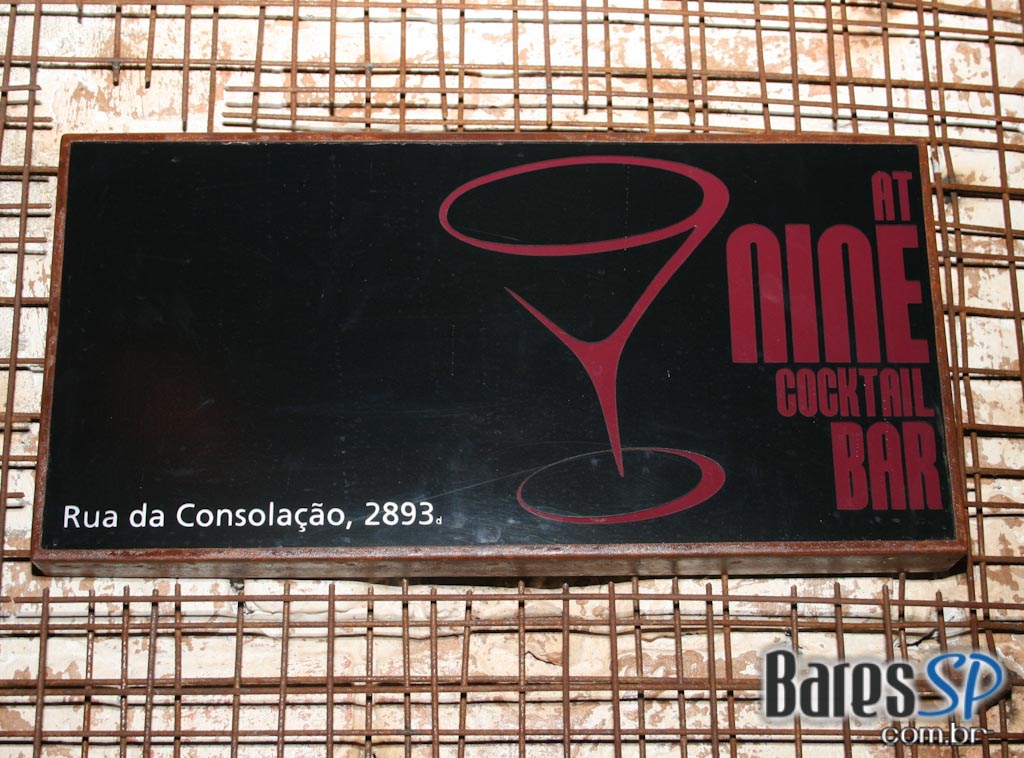 AT
NINE
COCKTAIL
BAR
Rua da Consolação, 2893d
BaresSP
com.br